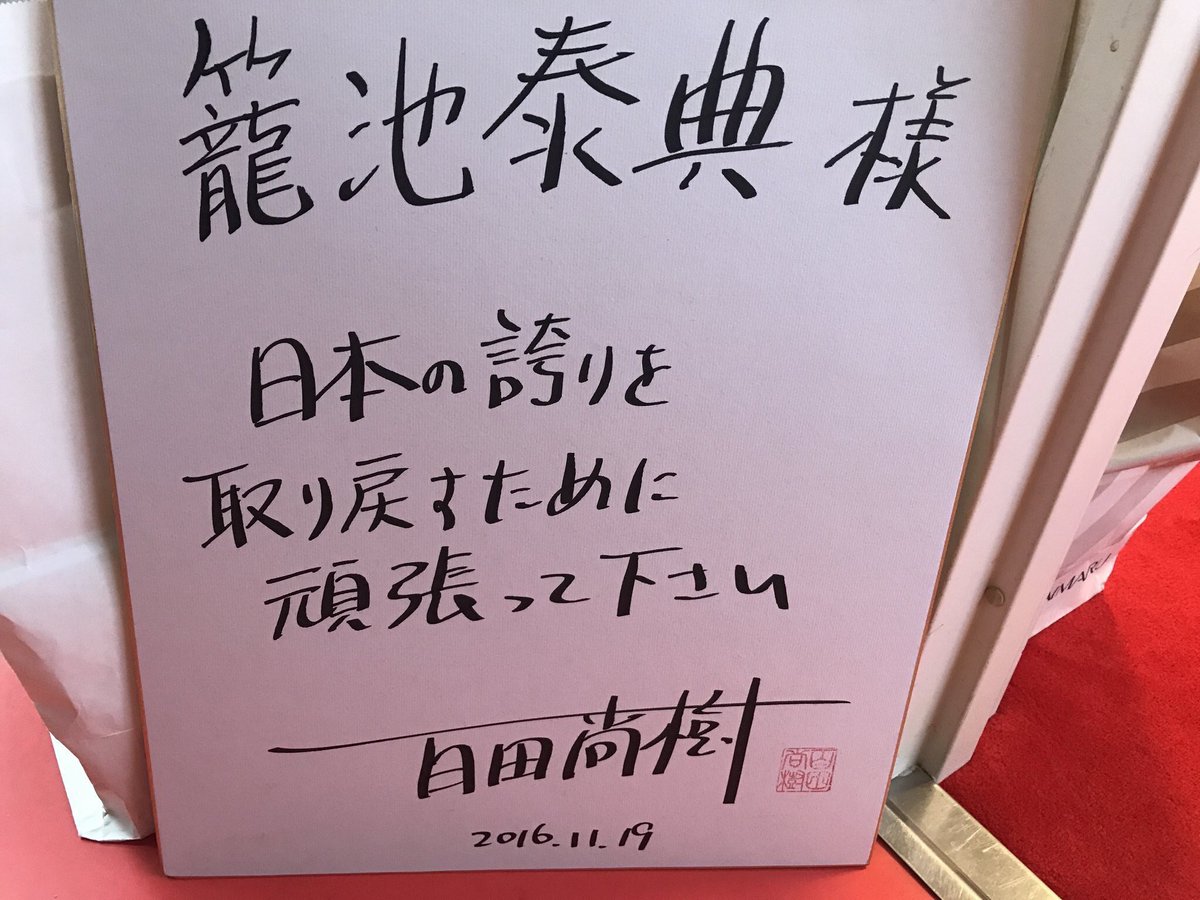 籠池泰典様
日本の誇りを
取り戻すために
頑張って下さい
百田尚樹
2016.11.19